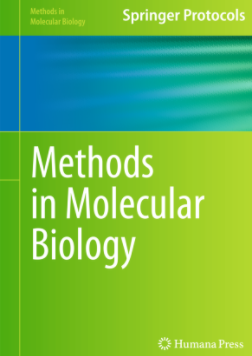 Methods in
Molecular Biology
Springer Protocols
Methods
in Molecular
Biology
Humana Press